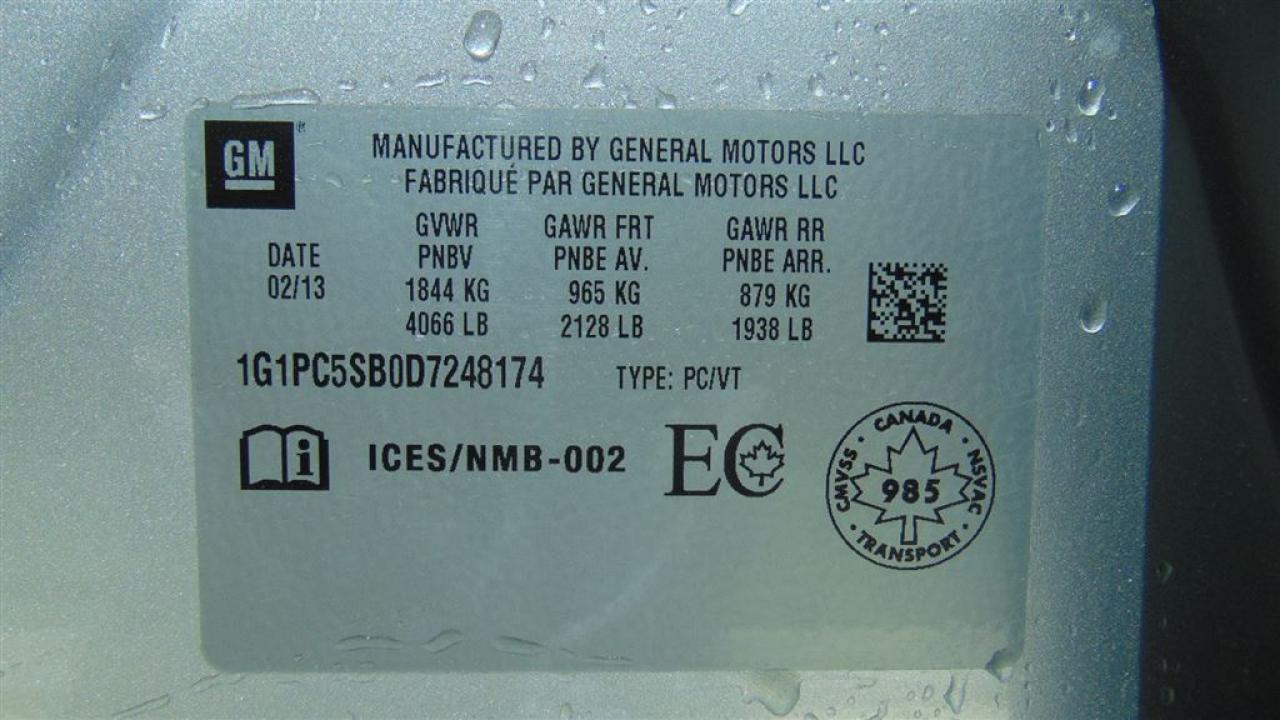 GM
MANUFACTURED BY GENERAL MOTORS LLC
FABRIQUÉ PAR GENERAL MOTORS LLC
GVWR GAWR FRT GAWR RR
DATE PNBV PNBE AV. PNBE ARR.
02/13 1844 KG 965 KG 879 KG
4066 LB 2128 LB 1938 LB
1G1PC5SB0D7248174 TYPE: PC/VT
i ICES/NMB-002 EC
CANADA
CMVSS 985 NSVAC
TRANSPORT